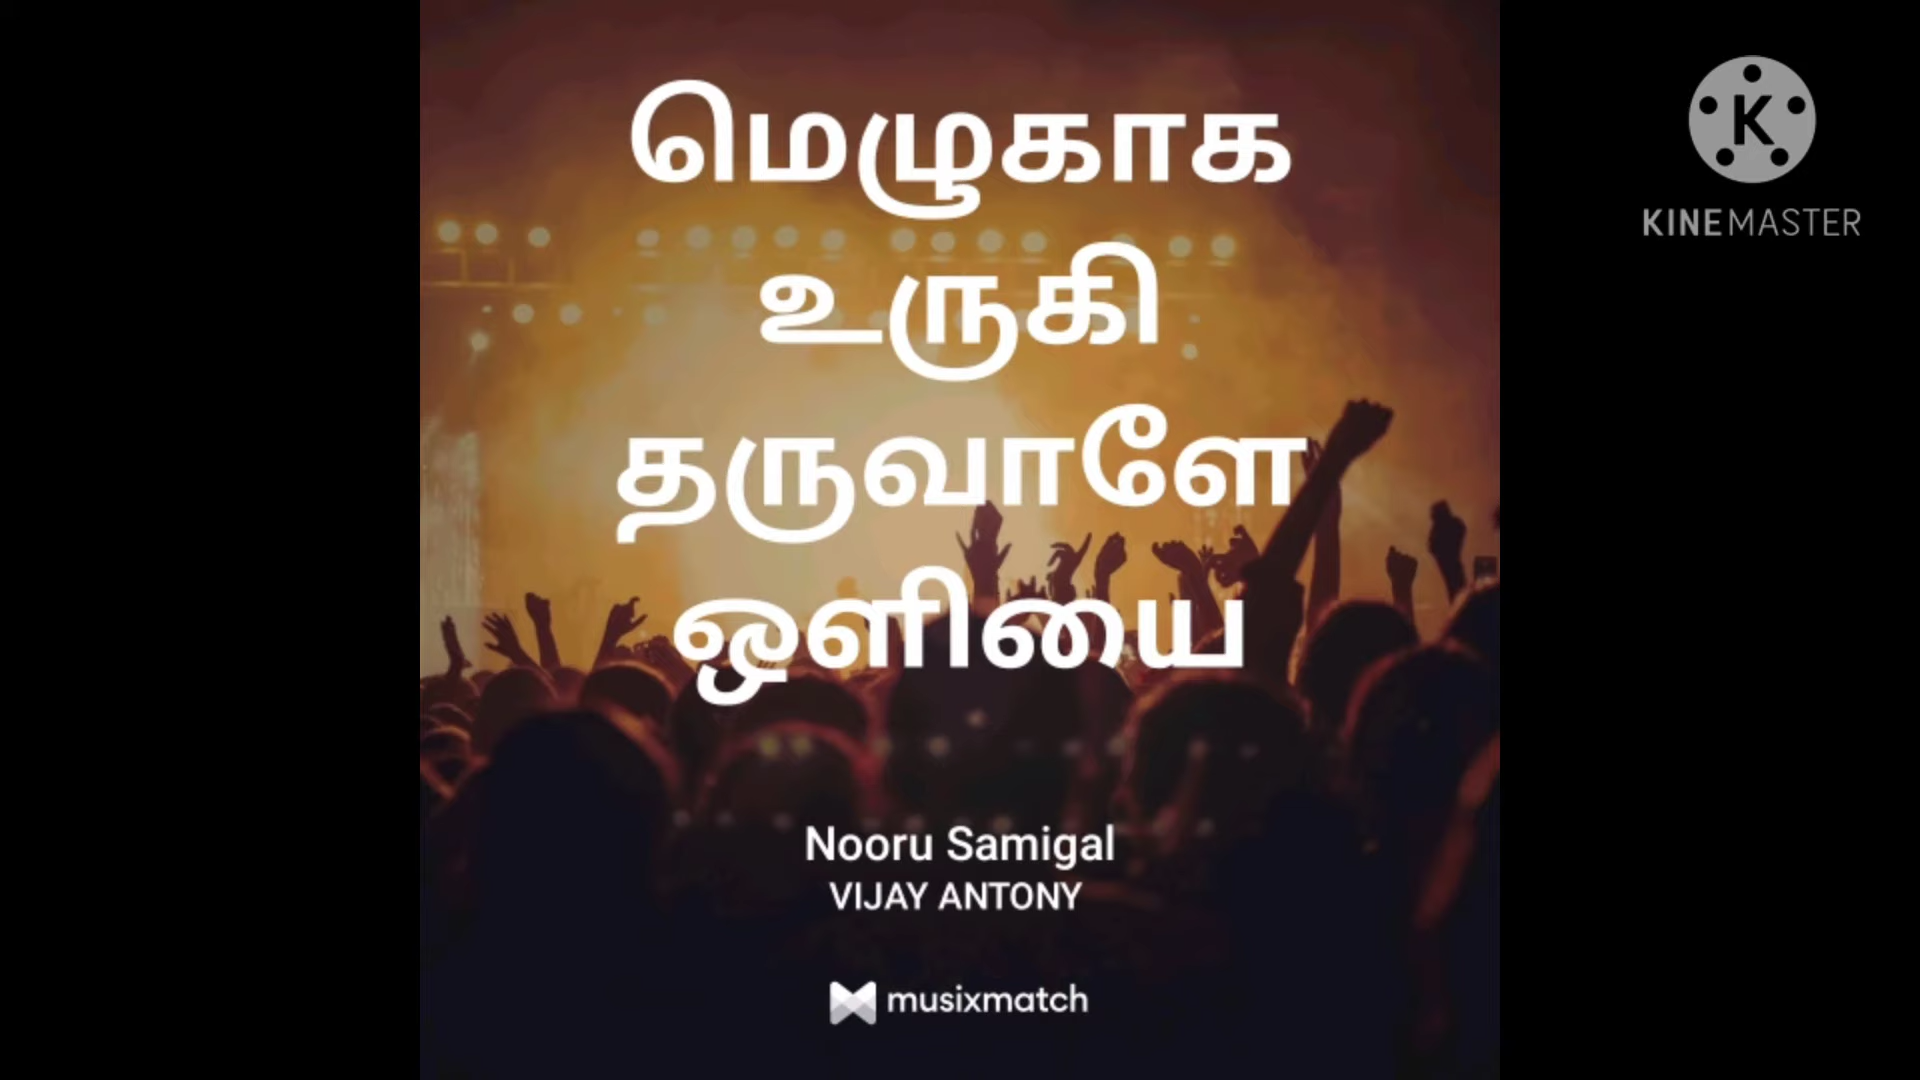 மெழுகாக
உருகி
தருவாளே
ஒளியை
Nooru Samigal
VIJAY ANTONY
musixmatch
K
KINEMASTER